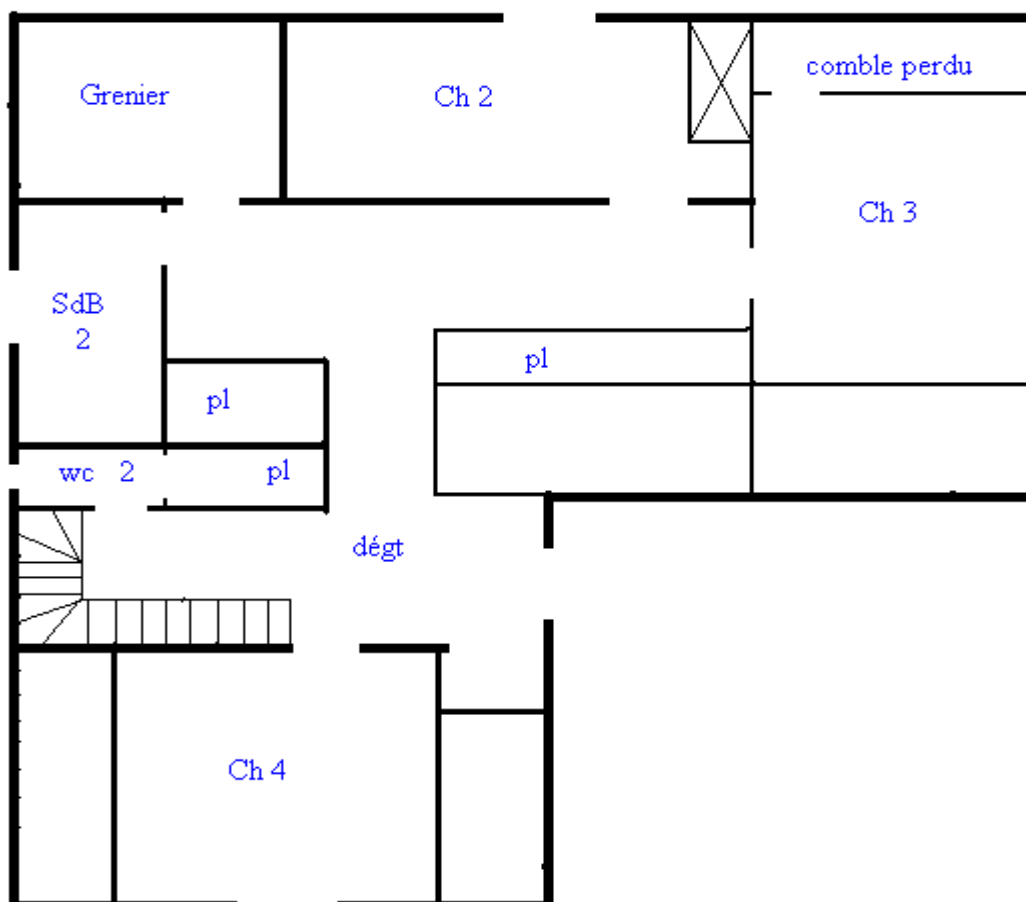 comble perdu
Grenier
Ch 2
Ch 3
SdB
2
pl
pl
wc 2
pl
dégt
Ch 4